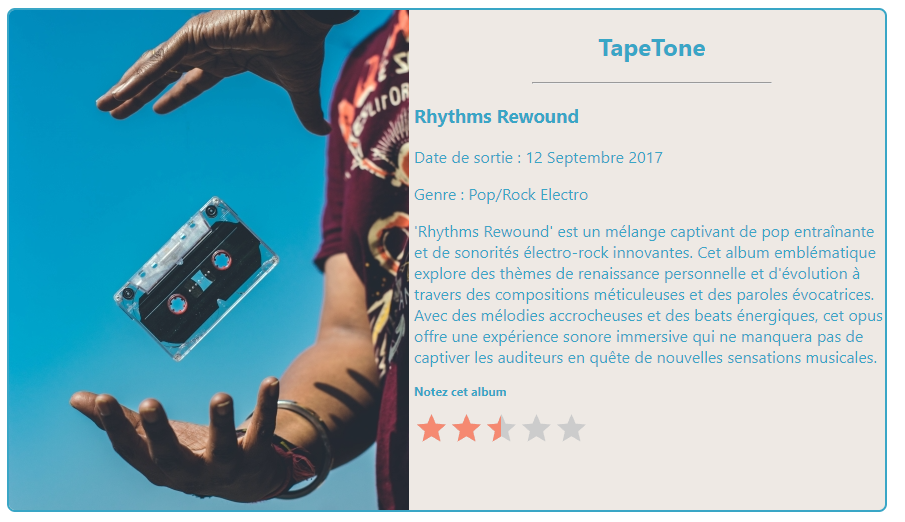 TapeTone
Rhythms Rewound
Date de sortie : 12 Septembre 2017
Genre : Pop/Rock Electro
'Rhythms Rewound' est un mélange captivant de pop entraînante
et de sonorités électro-rock innovantes. Cet album emblématique
explore des thèmes de renaissance personnelle et d'évolution à
travers des compositions méticuleuses et des paroles évocatrices.
Avec des mélodies accrocheuses et des beats énergiques, cet opus
offre une expérience sonore immersive qui ne manquera pas de
captiver les auditeurs en quête de nouvelles sensations musicales.
Notez cet album